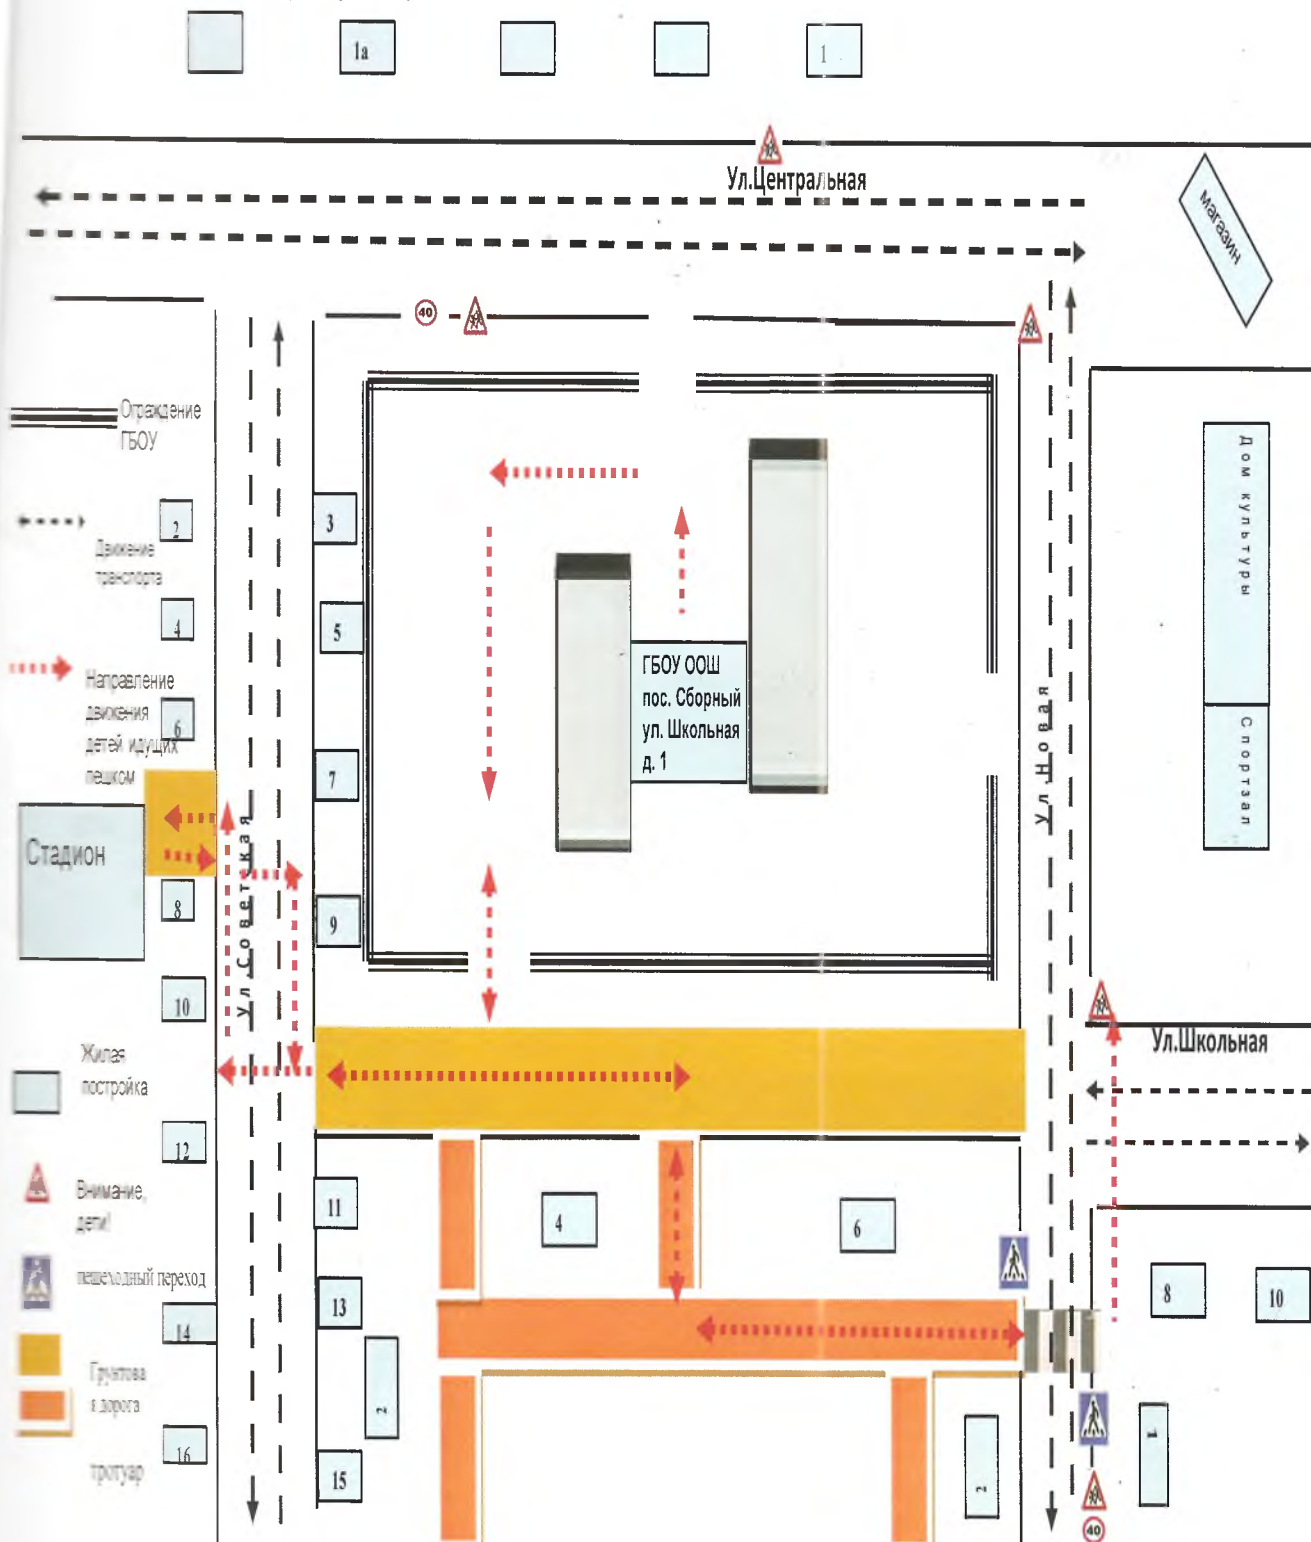 1а
1
Ул.Центральная
магазин
40
Ограждение
ГБОУ
2
3
Движение
транспорта
4
5
Дом культуры
ГБОУ ООШ
пос. Сборный
ул. Школьная
д. 1
Направление
движения
6
детей идущих
пешком
7
Ул.Новая
Спортзал
Стадион
Ул.Советская
8
9
10
Ул.Школьная
Жилая
постройка
12
Внимание,
дети!
11
4
6
пешеходный переход
14
13
8
10
Грунтова
я дорога
2
16
тротуар
15
2
1
40